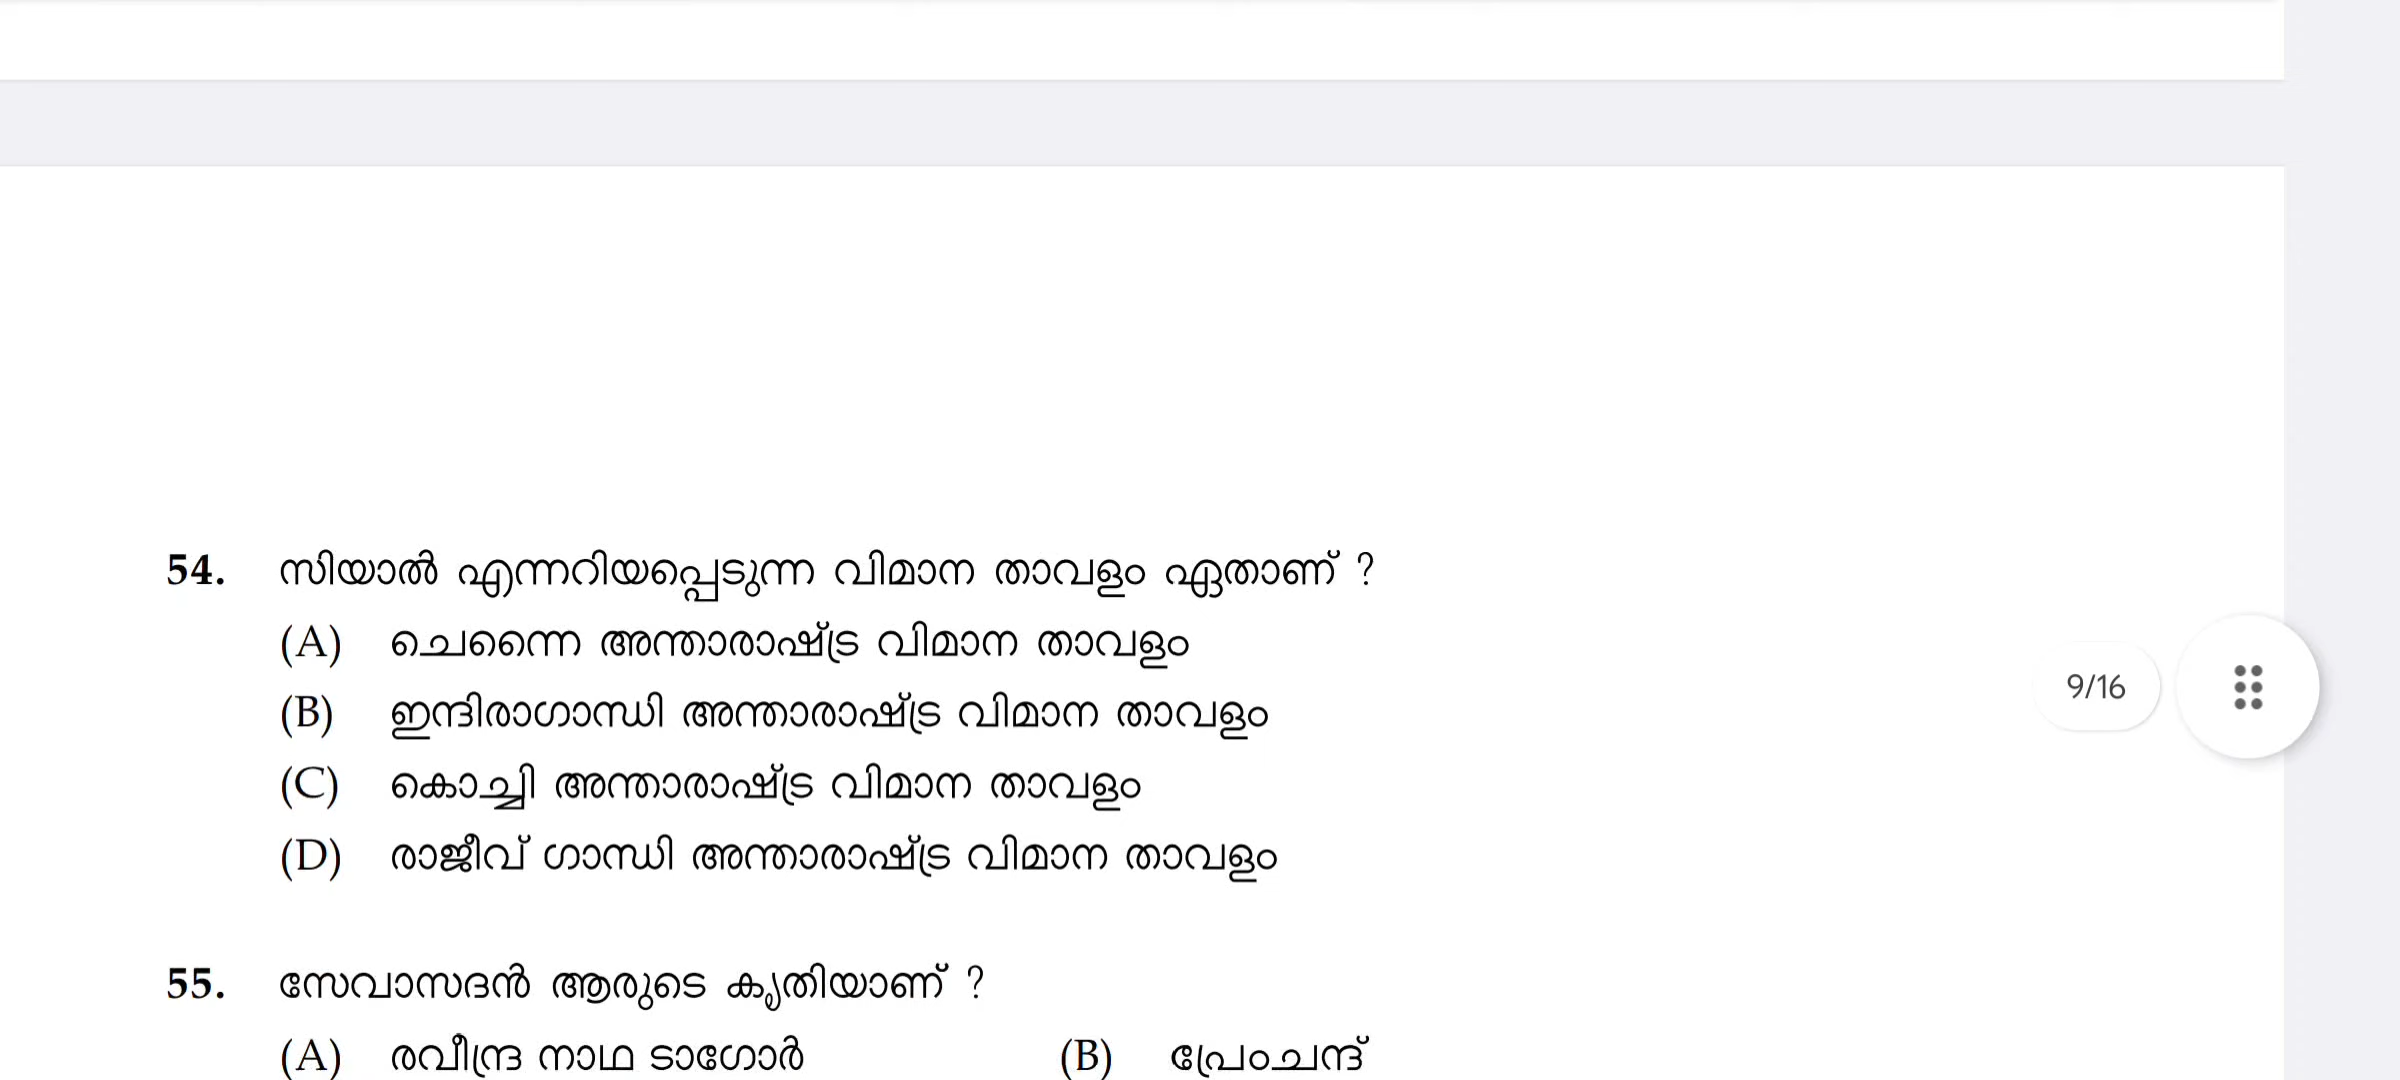 54. സിയാൽ എന്നറിയപ്പെടുന്ന വിമാന താവളം ഏതാണ് ?
(A) ചെന്നൈ അന്താരാഷ്ട്ര വിമാന താവളം
(B) ഇന്ദിരാഗാന്ധി അന്താരാഷ്ട്ര വിമാന താവളം
9/16
(C) കൊച്ചി അന്താരാഷ്ട്ര വിമാന താവളം
(D) രാജീവ് ഗാന്ധി അന്താരാഷ്ട്ര വിമാന താവളം
55. സേവാസദൻ ആരുടെ കൃതിയാണ് ?
(A) രവീന്ദ്ര നാഥ ടാഗോർ (B) പ്രേംചന്ദ്